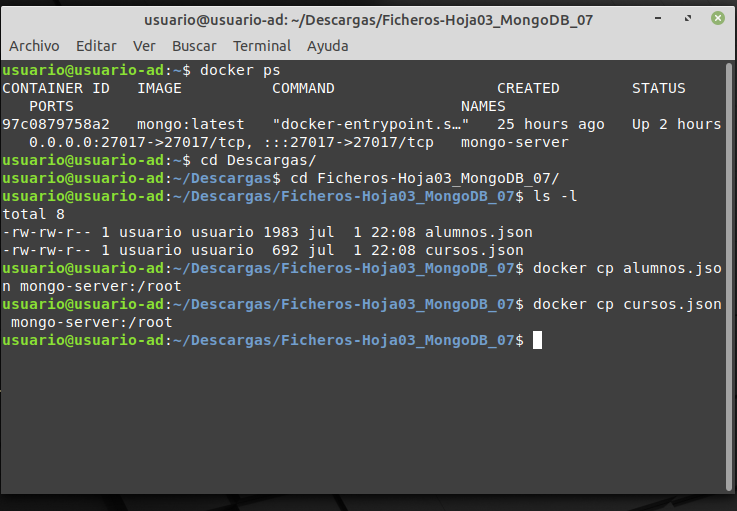 usuario@usuario-ad: ~/Descargas/Ficheros-Hoja03_MongoDB_07
Archivo Editar Ver Buscar Terminal Ayuda
usuario@usuario-ad:~$ docker ps
CONTAINER ID   IMAGE          COMMAND                  CREATED        STATUS
   PORTS                                           NAMES
97c0879758a2   mongo:latest   "docker-entrypoint.s…"   25 hours ago   Up 2 hours
   0.0.0.0:27017->27017/tcp, :::27017->27017/tcp   mongo-server
usuario@usuario-ad:~$ cd Descargas/
usuario@usuario-ad:~/Descargas$ cd Ficheros-Hoja03_MongoDB_07/
usuario@usuario-ad:~/Descargas/Ficheros-Hoja03_MongoDB_07$ ls -l
total 8
-rw-rw-r-- 1 usuario usuario 1983 jul  1 22:08 alumnos.json
-rw-rw-r-- 1 usuario usuario  692 jul  1 22:08 cursos.json
usuario@usuario-ad:~/Descargas/Ficheros-Hoja03_MongoDB_07$ docker cp alumnos.jso
n mongo-server:/root
usuario@usuario-ad:~/Descargas/Ficheros-Hoja03_MongoDB_07$ docker cp cursos.json
 mongo-server:/root
usuario@usuario-ad:~/Descargas/Ficheros-Hoja03_MongoDB_07$